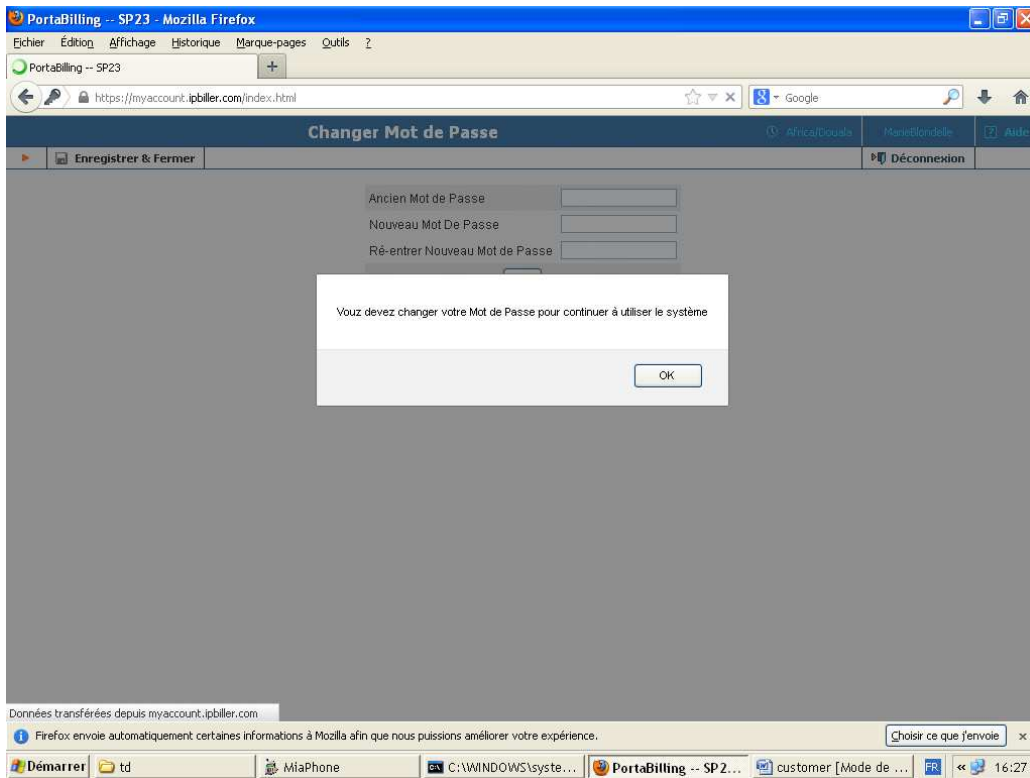 PortaBilling -- SP23 - Mozilla Firefox
Fichier Édition Affichage Historique Marque-pages Outils ?
PortaBilling -- SP23 +
https://myaccount.ipbiller.com/index.html Google
Changer Mot de Passe Africa/Douala MarieBlondelle [?] Aide
Enregistrer & Fermer Déconnexion
Ancien Mot de Passe
Nouveau Mot De Passe
Ré-entrer Nouveau Mot de Passe
Vouz devez changer votre Mot de Passe pour continuer à utiliser le système
OK
Données transférées depuis myaccount.ipbiller.com
Firefox envoie automatiquement certaines informations à Mozilla afin que nous puissions améliorer votre expérience. Choisir ce que j'envoie ×
Démarrer td MiaPhone C:\WINDOWS\syste... PortaBilling -- SP2... customer [Mode de ... FR « 16:27